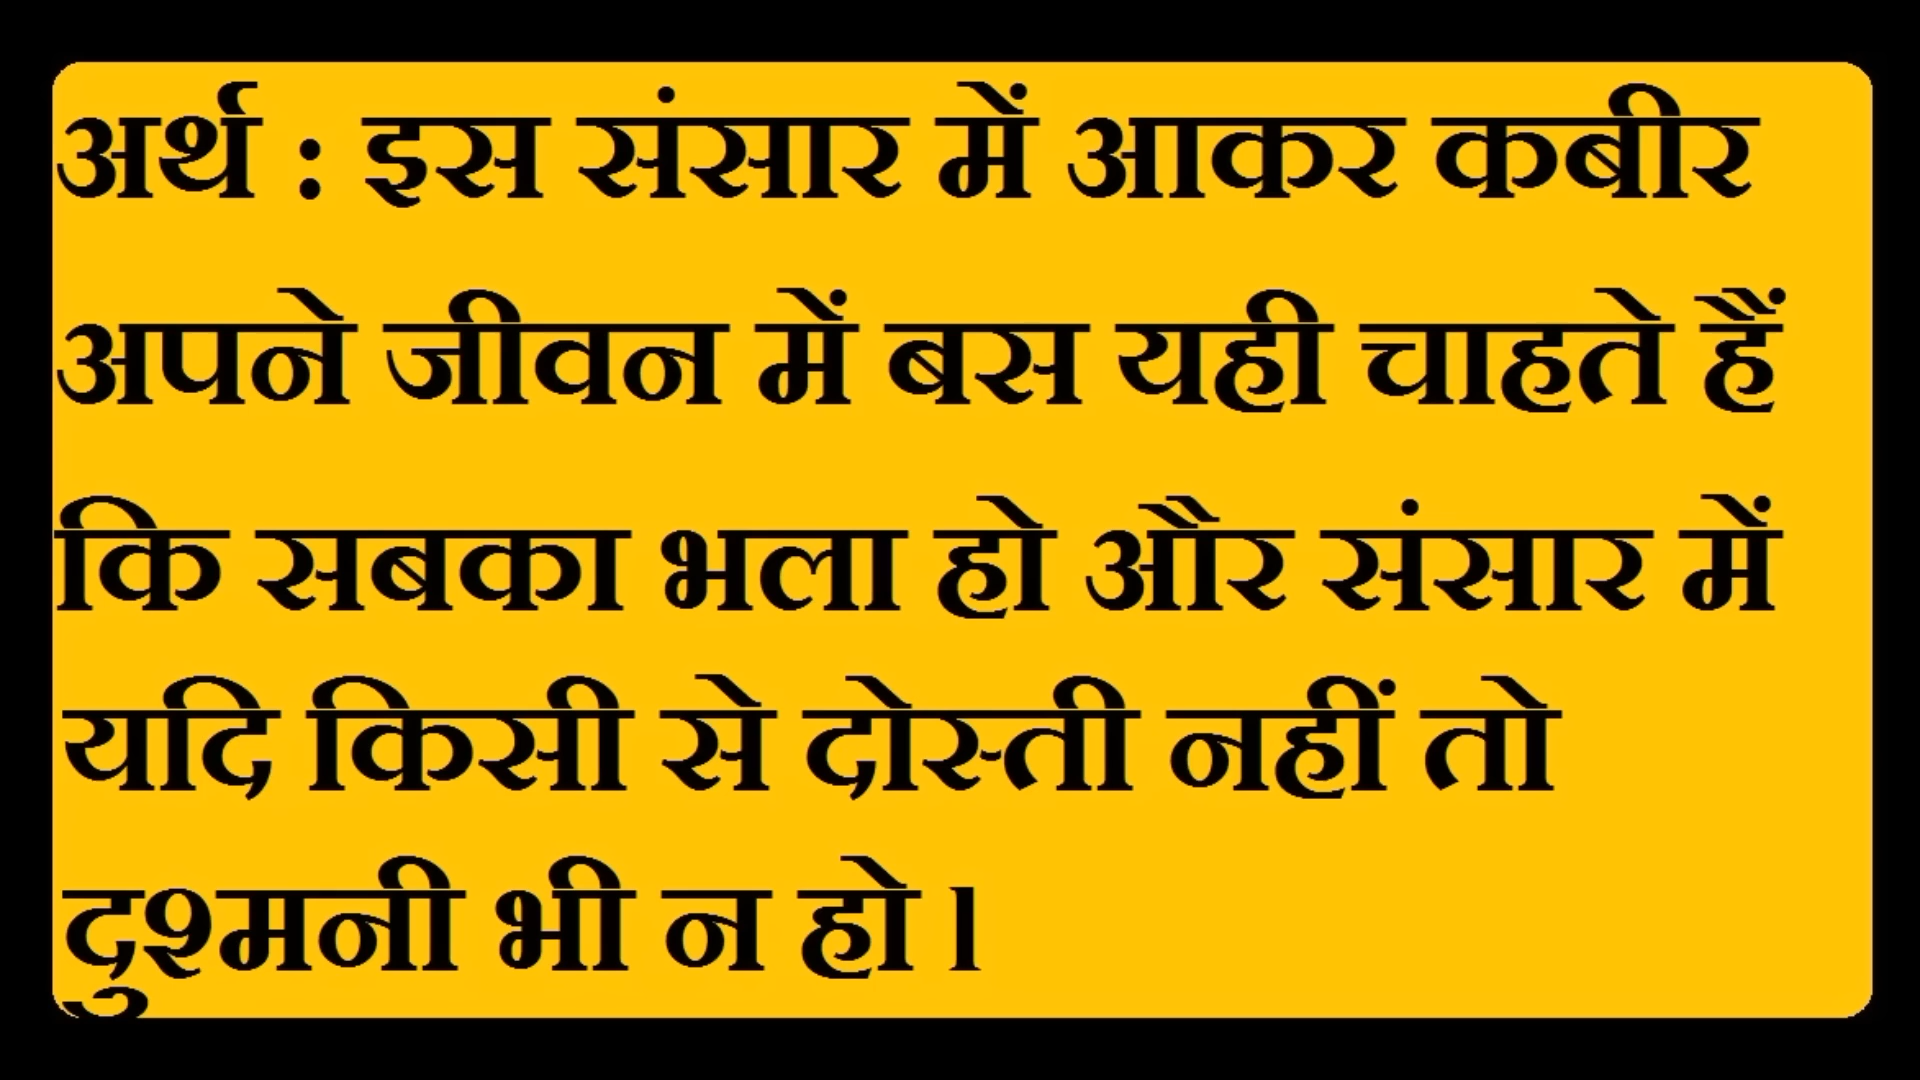 अर्थ : इस संसार में आकर कबीर
अपने जीवन में बस यही चाहते हैं
कि सबका भला हो और संसार में
यदि किसी से दोस्ती नहीं तो
दुश्मनी भी न हो l